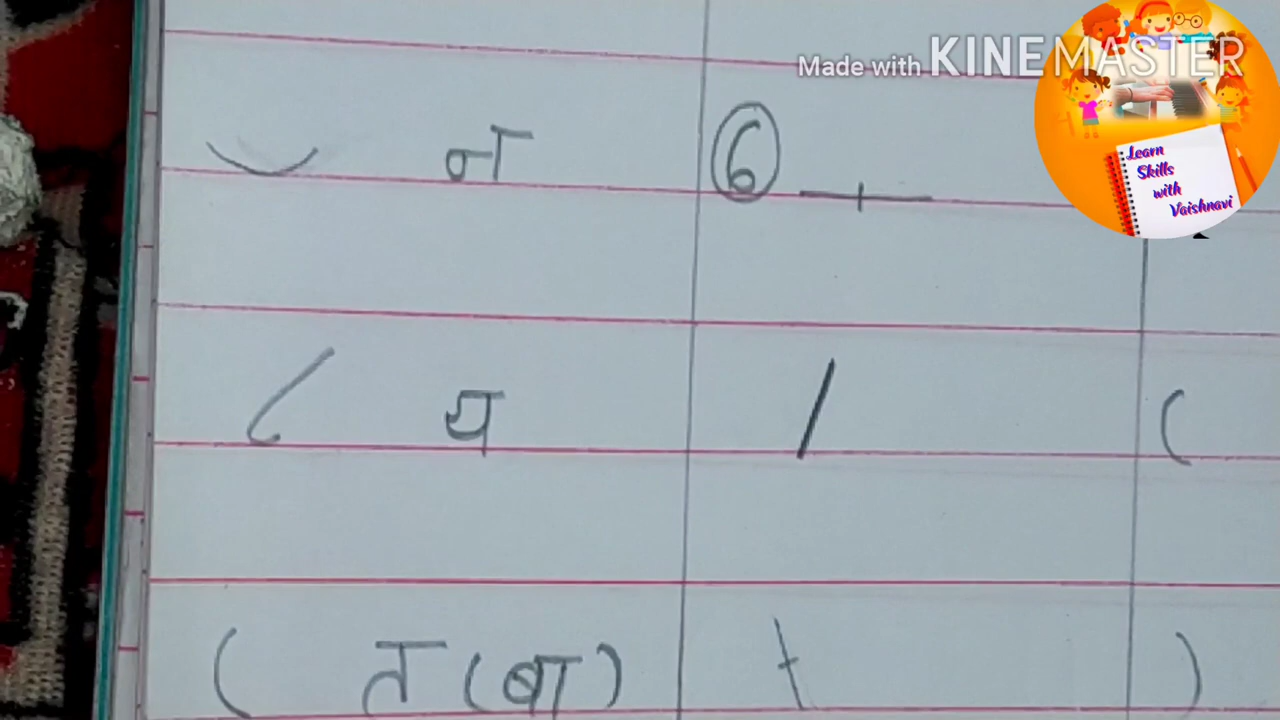 Made with KINEMASTER
Learn
Skills
with
Vaishnavi
न 6
य
( त (बा)